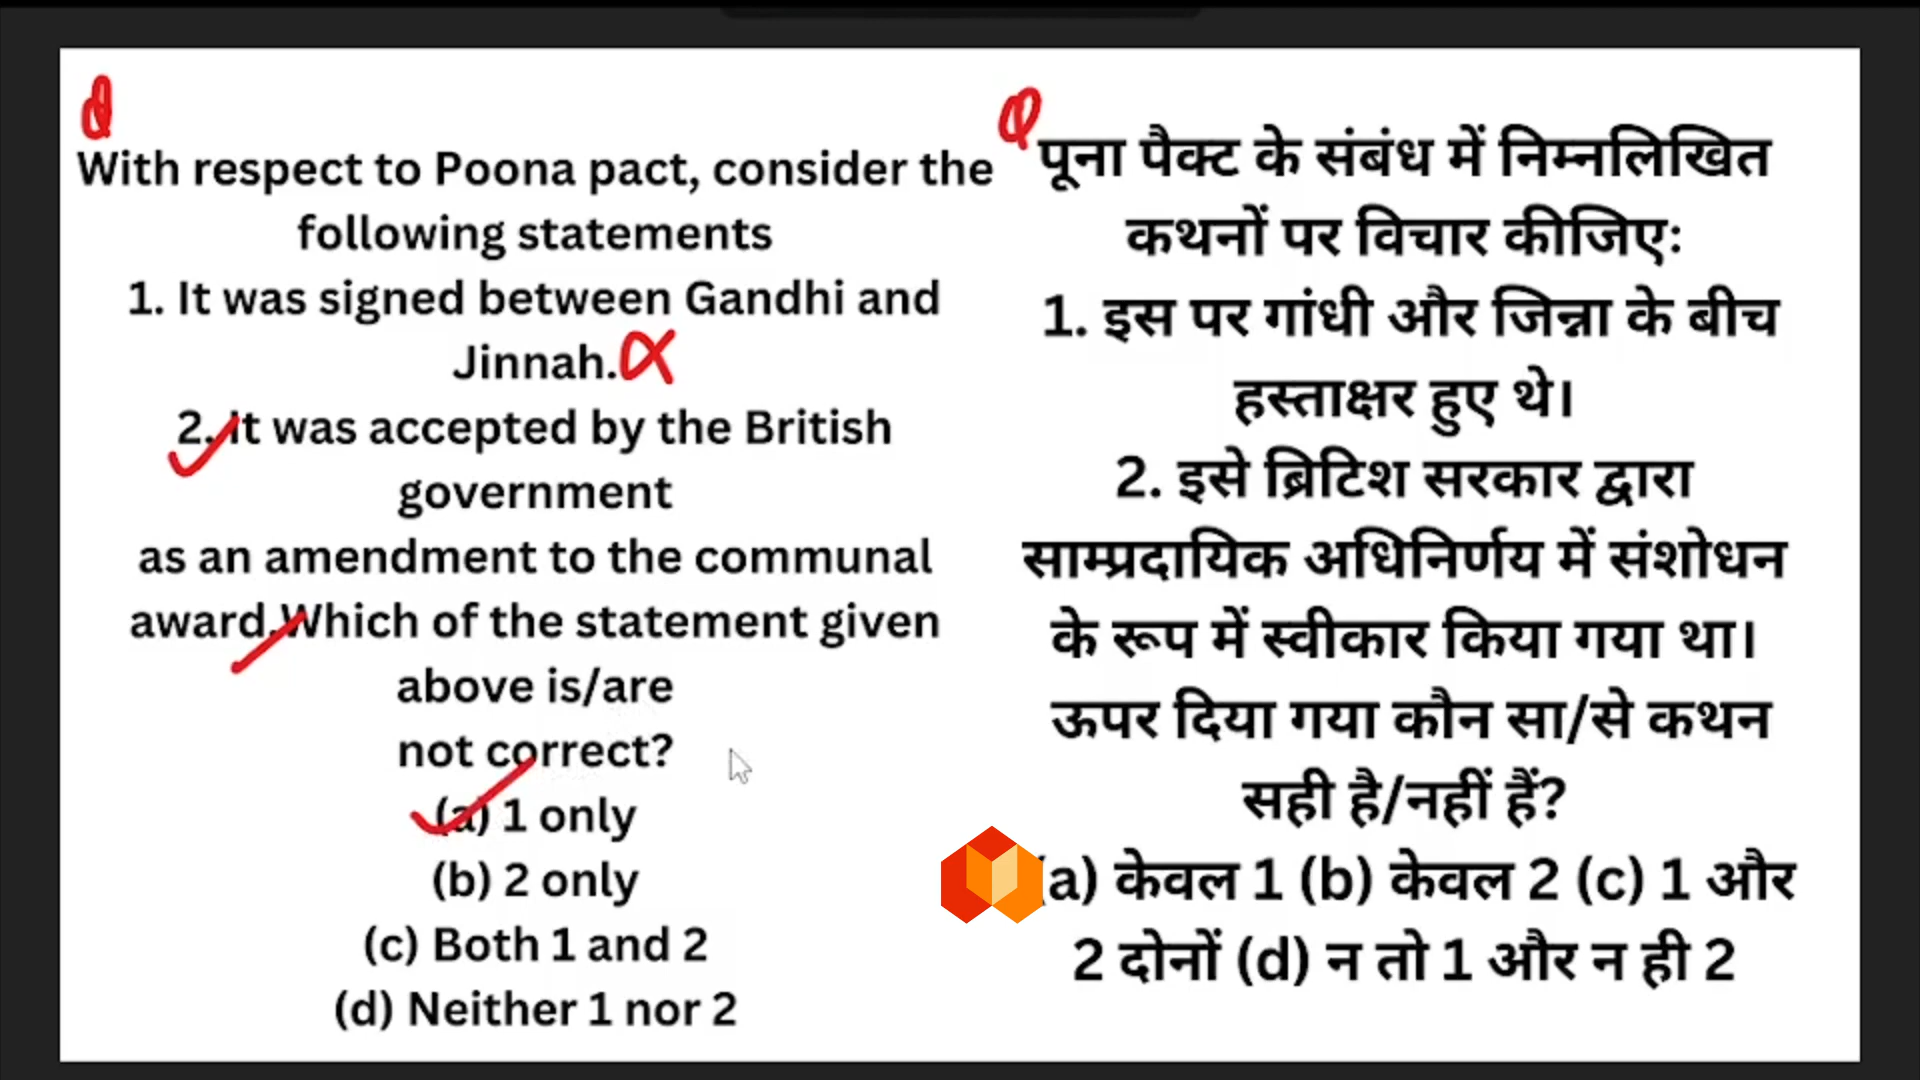 Q
With respect to Poona pact, consider the
following statements
1. It was signed between Gandhi and
Jinnah.
2. It was accepted by the British
government
as an amendment to the communal
award.Which of the statement given
above is/are
not correct?
(a) 1 only
(b) 2 only
(c) Both 1 and 2
(d) Neither 1 nor 2
Q
पूना पैक्ट के संबंध में निम्नलिखित
कथनों पर विचार कीजिएः
1. इस पर गांधी और जिन्ना के बीच
हस्ताक्षर हुए थे।
2. इसे ब्रिटिश सरकार द्वारा
साम्प्रदायिक अधिनिर्णय में संशोधन
के रूप में स्वीकार किया गया था।
ऊपर दिया गया कौन सा/से कथन
सही है/नहीं हैं?
(a) केवल 1 (b) केवल 2 (c) 1 और
2 दोनों (d) न तो 1 और न ही 2